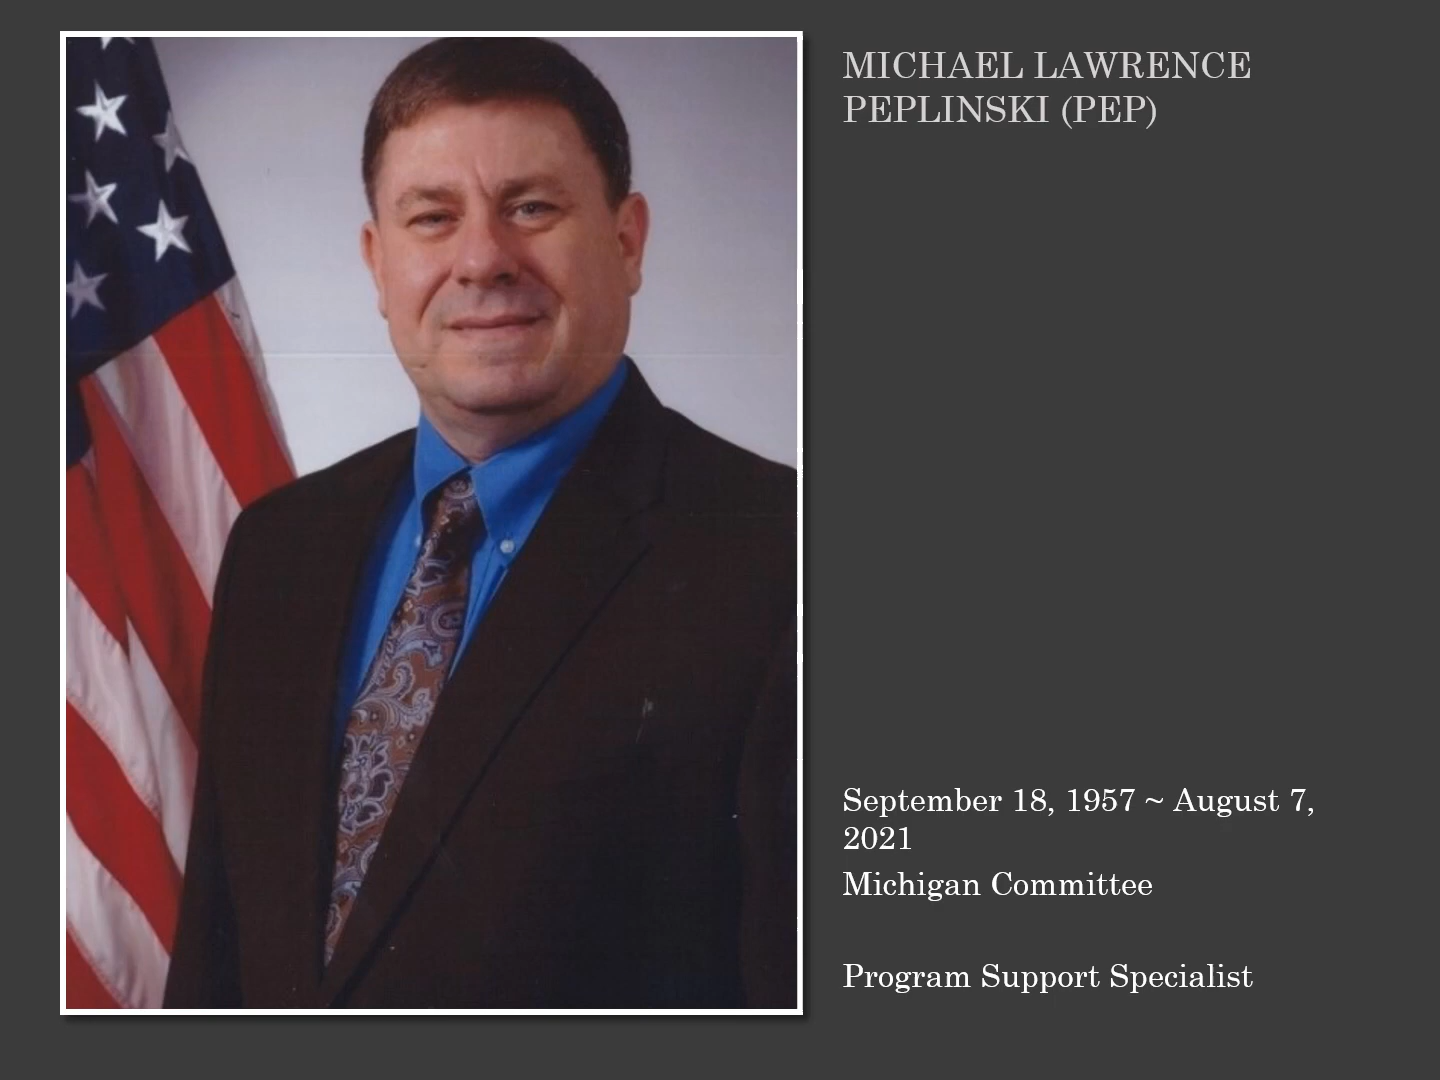 MICHAEL LAWRENCE
PEPLINSKI (PEP)
September 18, 1957 ~ August 7,
2021
Michigan Committee
Program Support Specialist